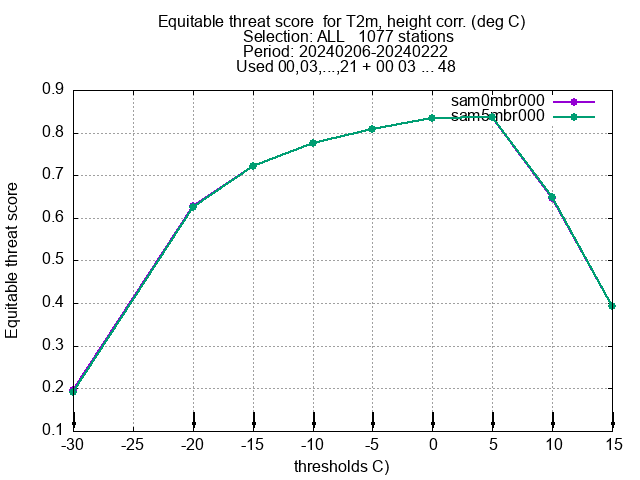 Equitable threat score  for T2m, height corr. (deg C)
Selection: ALL   1077 stations
Period: 20240206-20240222
Used 00,03,...,21 + 00 03 ... 48
sam0mbr000
sam5mbr000
0.9
0.8
0.7
0.6
0.5
0.4
0.3
0.2
0.1
Equitable threat score
-30 -25 -20 -15 -10 -5 0 5 10 15
thresholds C)